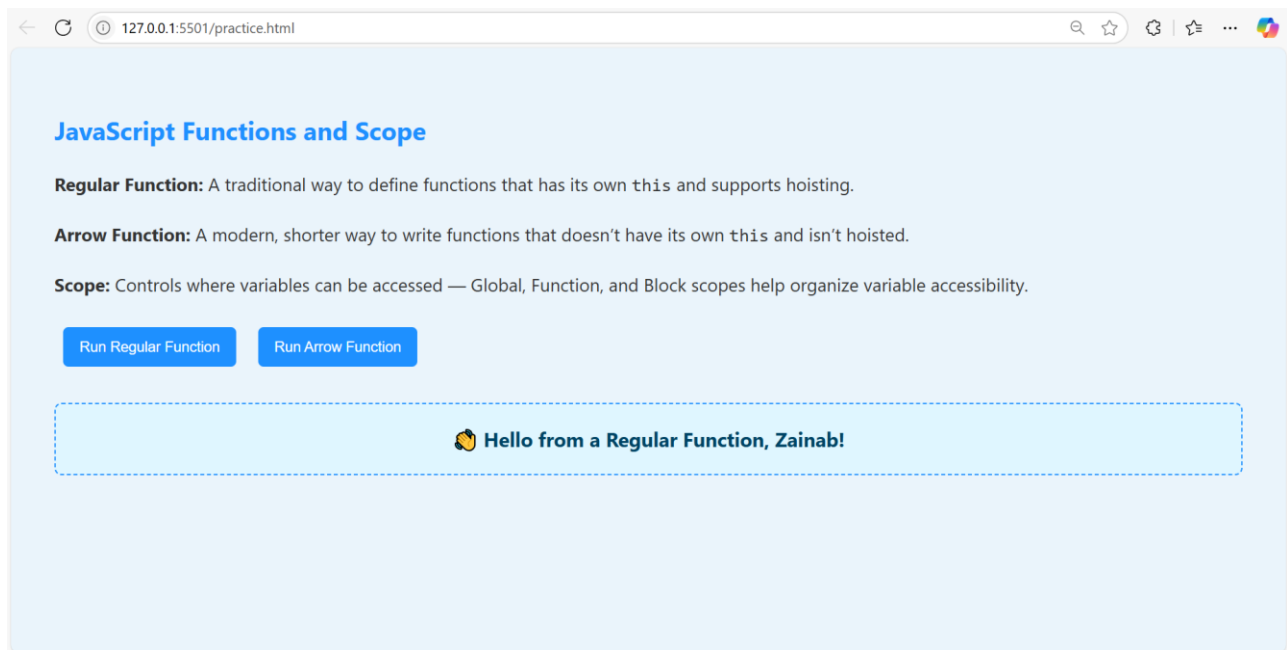 127.0.0.1:5501/practice.html
JavaScript Functions and Scope
Regular Function: A traditional way to define functions that has its own this and supports hoisting.
Arrow Function: A modern, shorter way to write functions that doesn’t have its own this and isn’t hoisted.
Scope: Controls where variables can be accessed — Global, Function, and Block scopes help organize variable accessibility.
Run Regular Function Run Arrow Function
👏 Hello from a Regular Function, Zainab!